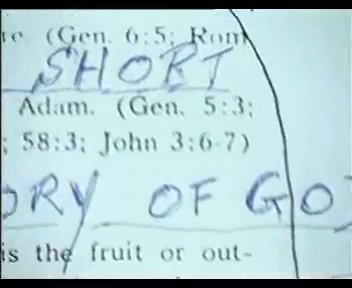 re. (Gen. 6:5; Rom
SHORT
Adam. (Gen. 5:3;
; 58:3; John 3:6-7)
ORY OF GO
is the fruit or out-